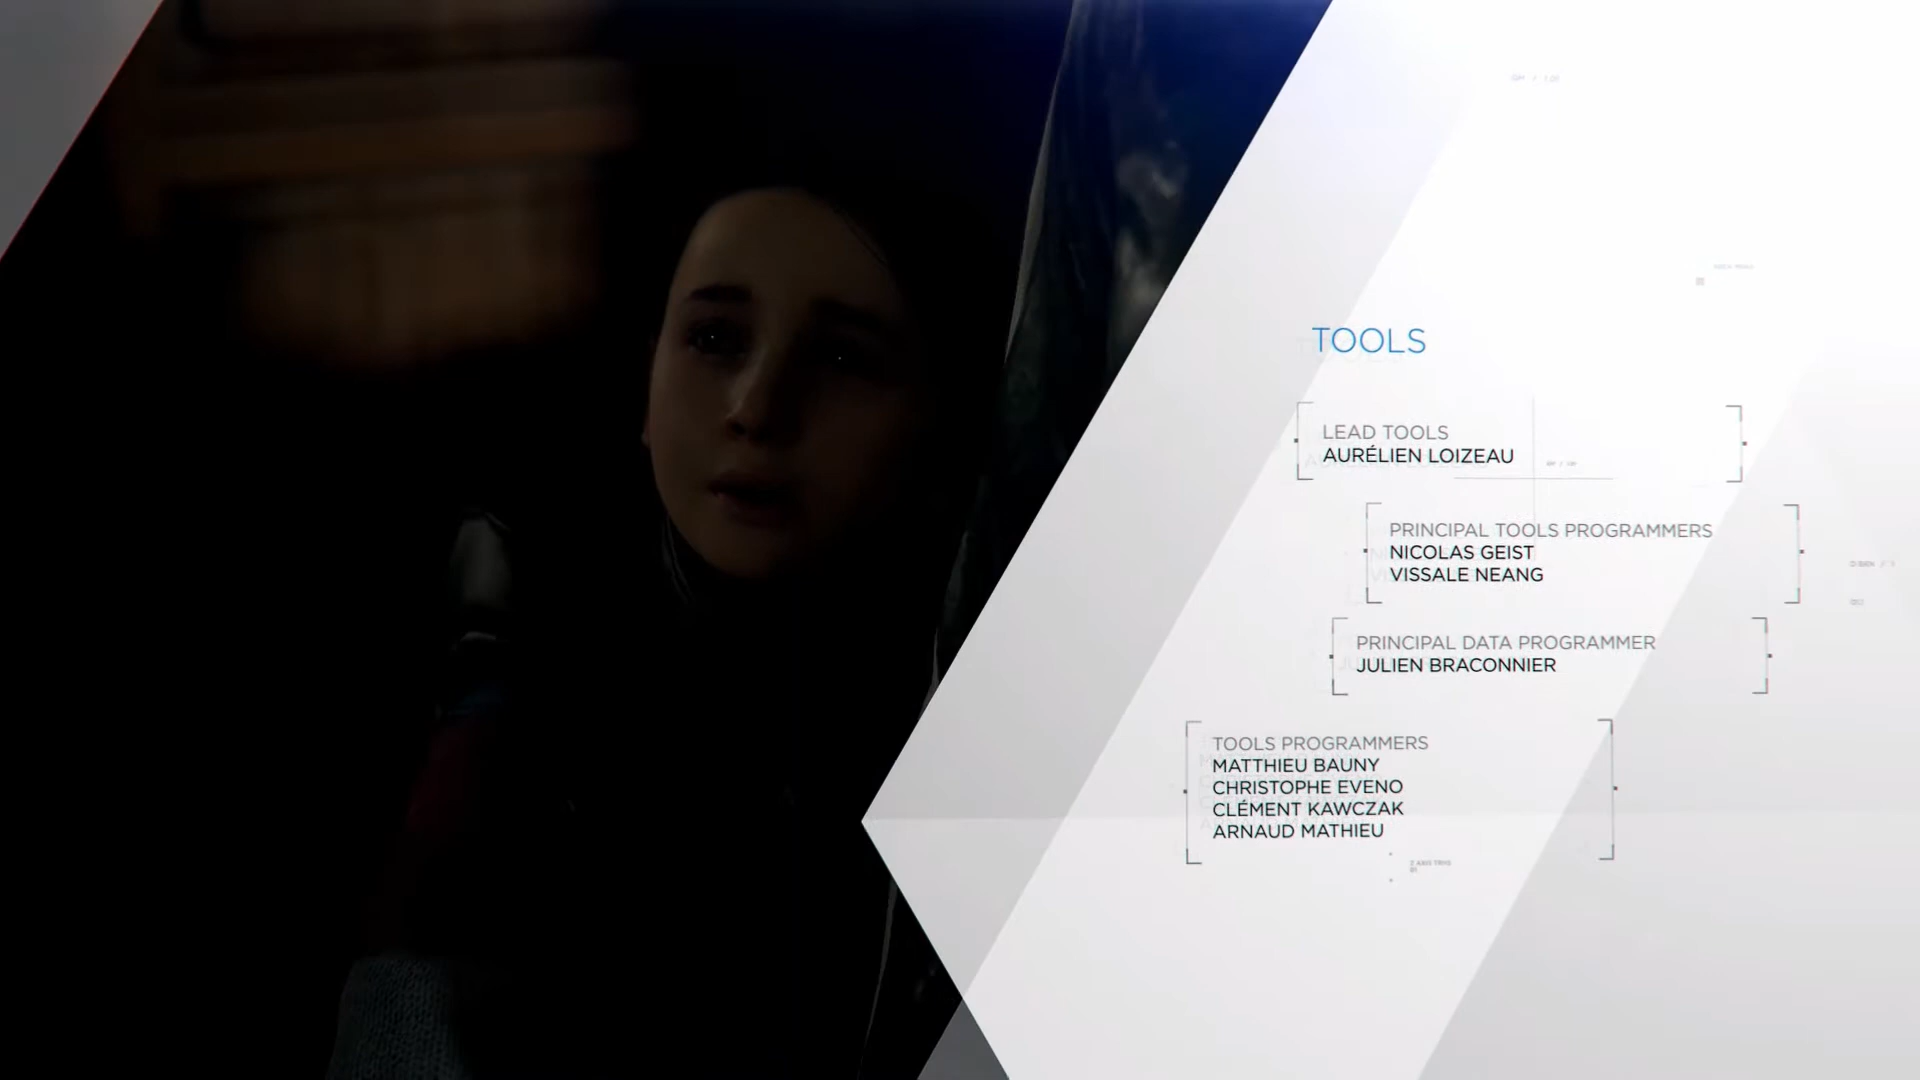 TOOLS
LEAD TOOLS
AURÉLIEN LOIZEAU
PRINCIPAL TOOLS PROGRAMMERS
NICOLAS GEIST
VISSALE NEANG
PRINCIPAL DATA PROGRAMMER
JULIEN BRACONNIER
TOOLS PROGRAMMERS
MATTHIEU BAUNY
CHRISTOPHE EVENO
CLÉMENT KAWCZAK
ARNAUD MATHIEU